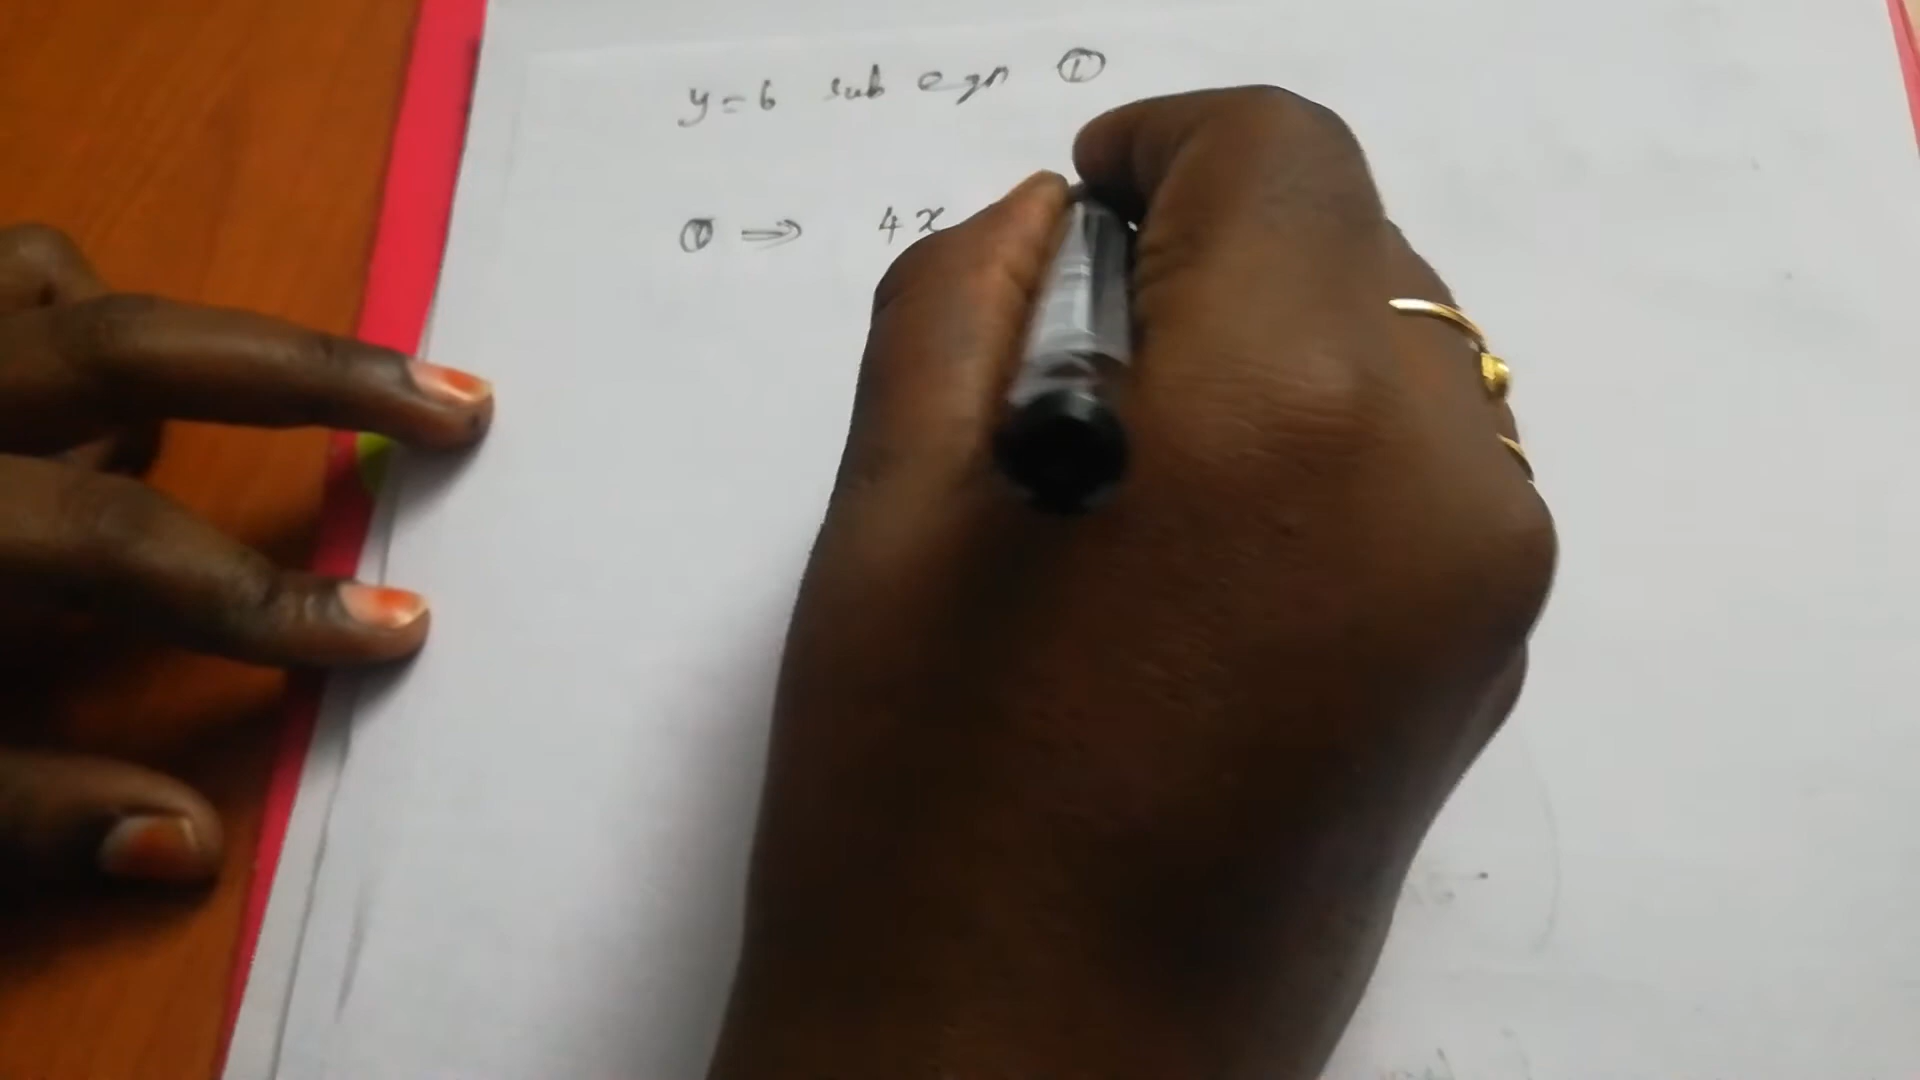 y = 6 sub eqn ①
① ⇒ 4x